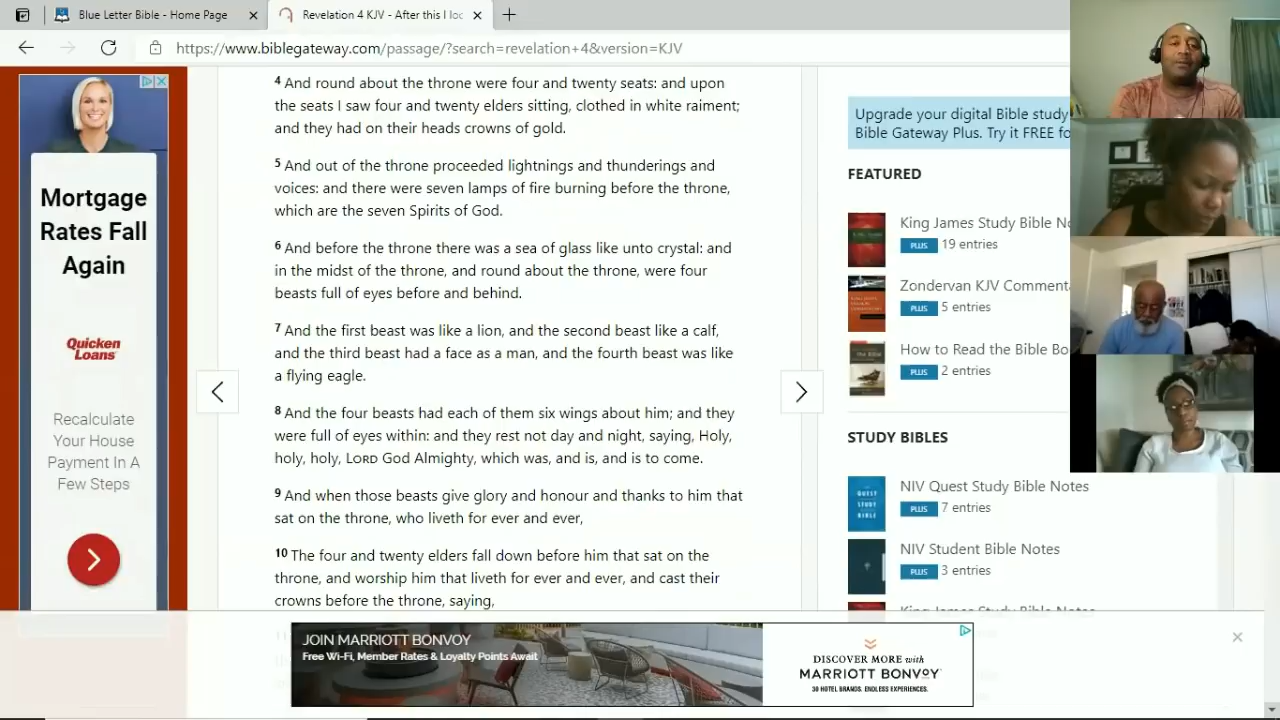 Blue Letter Bible - Home Page
Revelation 4 KJV - After this I loo
https://www.biblegateway.com/passage/?search=revelation+4&version=KJV
Mortgage
Rates Fall
Again
Quicken
Loans
Recalculate
Your House
Payment In A
Few Steps
4 And round about the throne were four and twenty seats: and upon
the seats I saw four and twenty elders sitting, clothed in white raiment;
and they had on their heads crowns of gold.
5 And out of the throne proceeded lightnings and thunderings and
voices: and there were seven lamps of fire burning before the throne,
which are the seven Spirits of God.
6 And before the throne there was a sea of glass like unto crystal: and
in the midst of the throne, and round about the throne, were four
beasts full of eyes before and behind.
7 And the first beast was like a lion, and the second beast like a calf,
and the third beast had a face as a man, and the fourth beast was like
a flying eagle.
8 And the four beasts had each of them six wings about him; and they
were full of eyes within: and they rest not day and night, saying, Holy,
holy, holy, LORD God Almighty, which was, and is, and is to come.
9 And when those beasts give glory and honour and thanks to him that
sat on the throne, who liveth for ever and ever,
10 The four and twenty elders fall down before him that sat on the
throne, and worship him that liveth for ever and ever, and cast their
crowns before the throne, saying,
Upgrade your digital Bible study
Bible Gateway Plus. Try it FREE fo
FEATURED
King James Study Bible No
PLUS 19 entries
Zondervan KJV Commenta
PLUS 5 entries
How to Read the Bible Bo
PLUS 2 entries
STUDY BIBLES
NIV Quest Study Bible Notes
PLUS 7 entries
NIV Student Bible Notes
PLUS 3 entries
King James Study Bible Notes
JOIN MARRIOTT BONVOY
Free Wi-Fi, Member Rates & Loyalty Points Await
DISCOVER MORE with
MARRIOTT BONVOY
30 HOTEL BRANDS. ENDLESS EXPERIENCES.